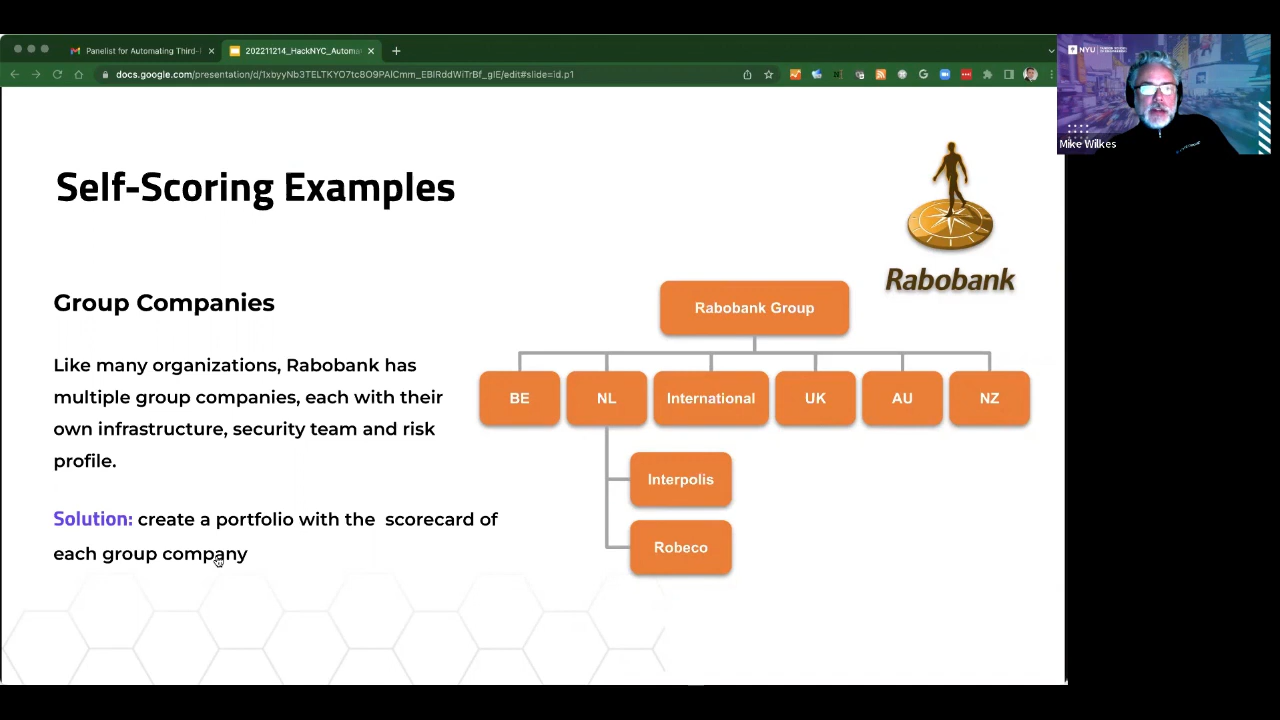 Panelist for Automating Third-
202211214_HackNYC_Automa
docs.google.com/presentation/d/1xbyyNb3TELTKYO7tc8O9PAlCmm_EBIRddWiTrBf_gIE/edit#slide=id.p1
NYU
Mike Wilkes
Self-Scoring Examples
Rabobank
Group Companies
Like many organizations, Rabobank has
multiple group companies, each with their
own infrastructure, security team and risk
profile.
Solution: create a portfolio with the scorecard of
each group company
Rabobank Group
BE
NL
International
UK
AU
NZ
Interpolis
Robeco